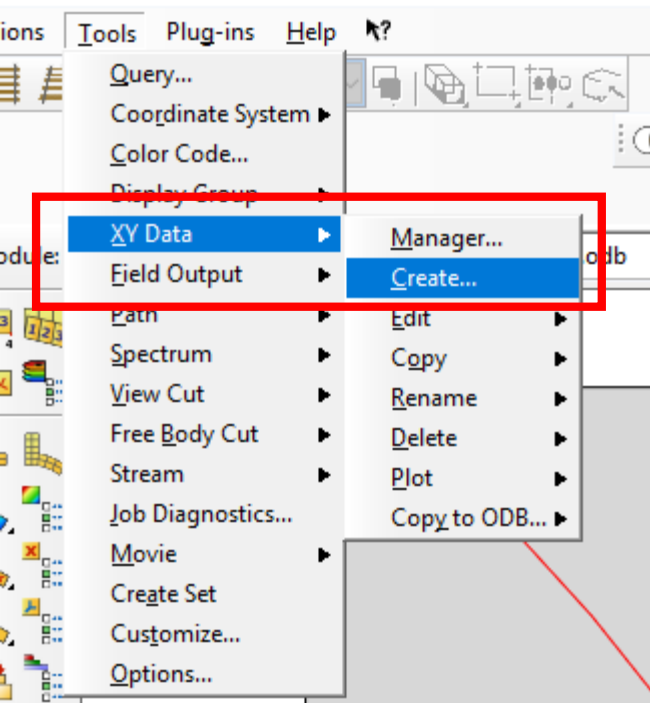 ions Tools Plug-ins Help ?
Query...
Coordinate System
Color Code...
Display Group
XY Data
Manager...
odule:
.odb
Field Output
Create...
Path
Edit
Spectrum
Copy
View Cut
Rename
Free Body Cut
Delete
Stream
Plot
Job Diagnostics...
Copy to ODB...
Movie
Create Set
Customize...
Options...